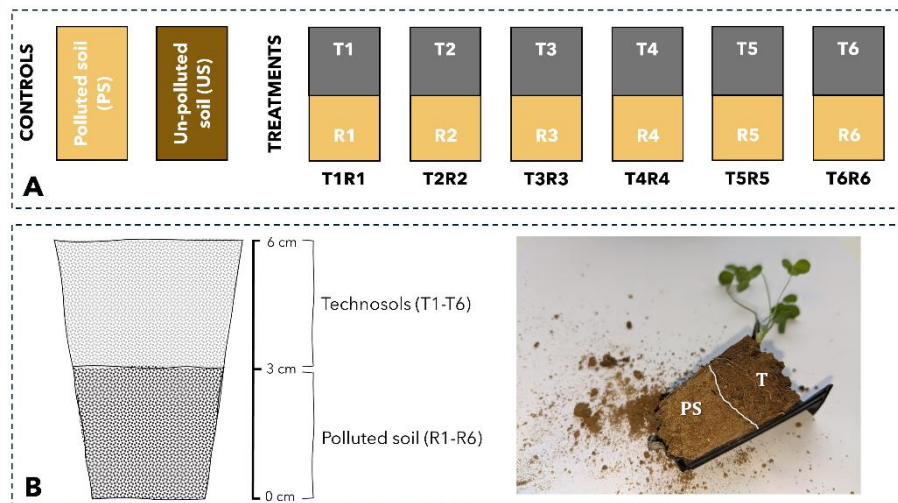 CONTROLS
Polluted soil
(PS)
Un-polluted
soil (US)
TREATMENTS
T1
T2
T3
T4
T5
T6
R1
R2
R3
R4
R5
R6
T1R1
T2R2
T3R3
T4R4
T5R5
T6R6
A
6 cm
Technosols (T1-T6)
3 cm
Polluted soil (R1-R6)
0 cm
B
PS
T